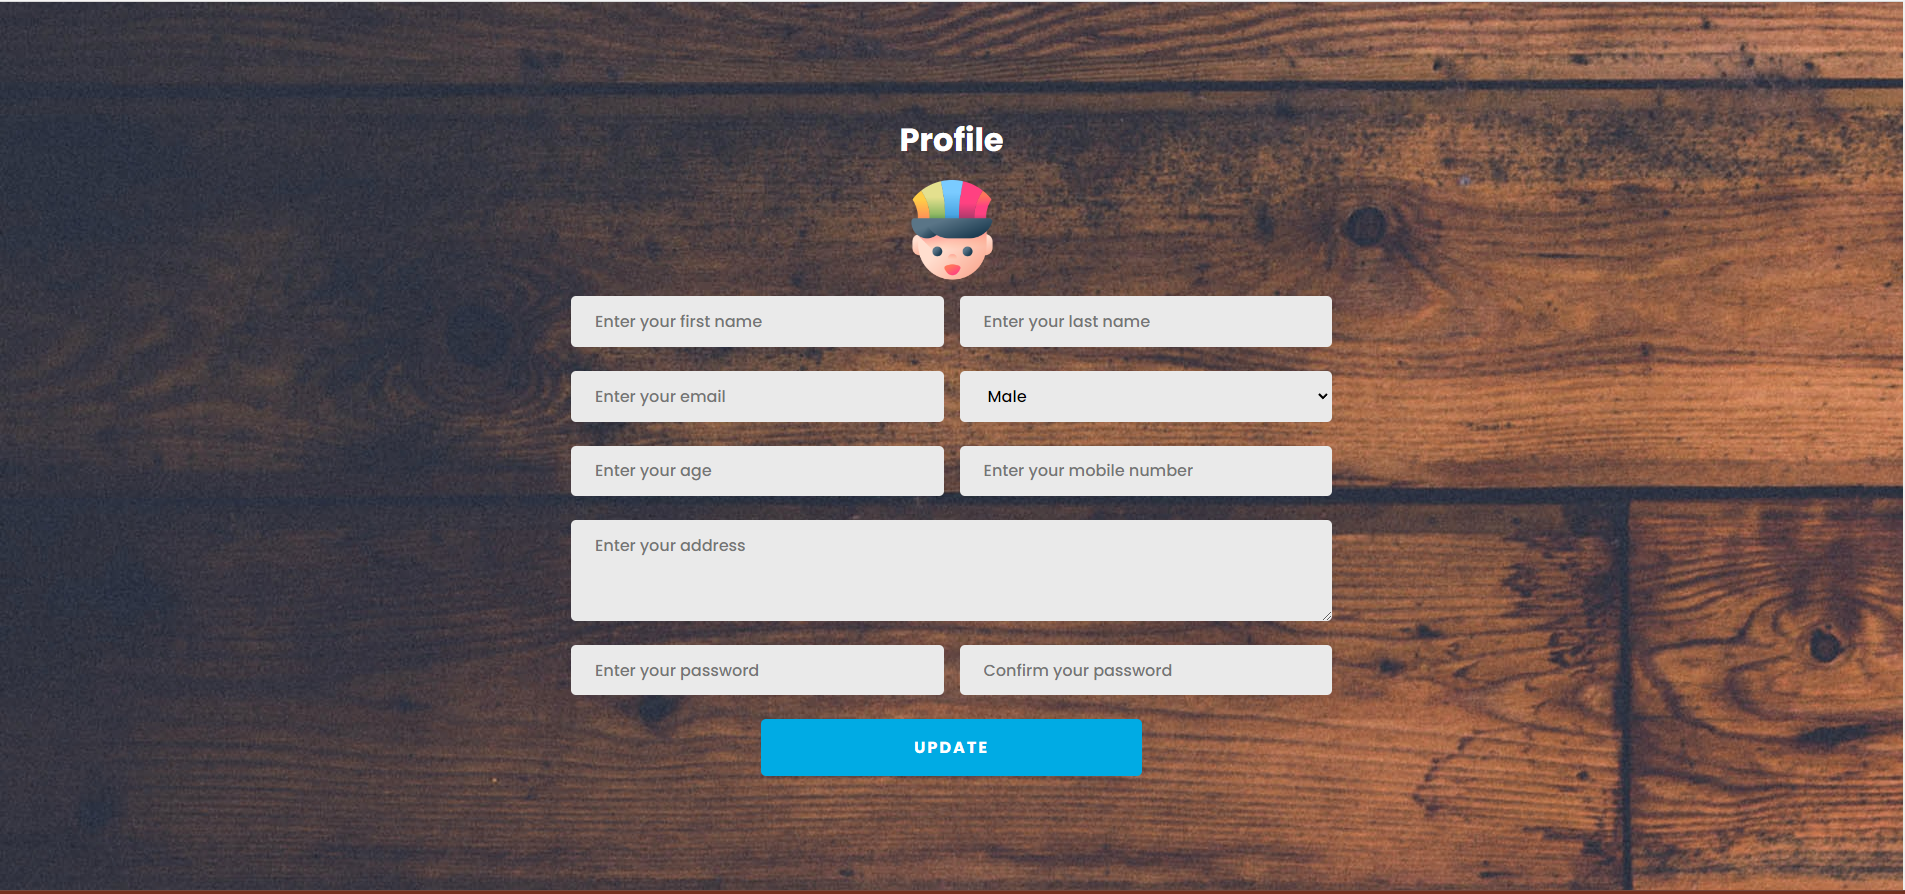 Profile
Enter your first name
Enter your last name
Enter your email
Male
Enter your age
Enter your mobile number
Enter your address
Enter your password
Confirm your password
UPDATE